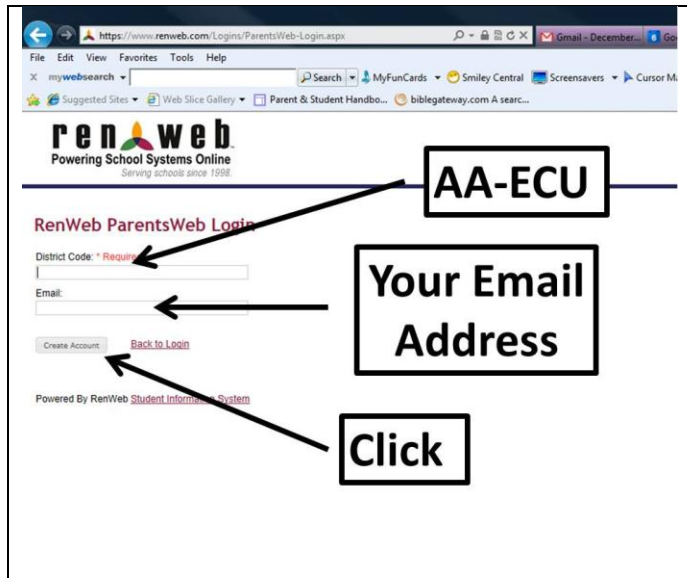 https://www.renweb.com/Logins/ParentsWeb-Login.aspx
Gmail - December...
File Edit View Favorites Tools Help
x mywebsearch Search MyFunCards Smiley Central Screensavers
Suggested Sites Web Slice Gallery Parent & Student Handbo... biblegateway.com A searc...
renweb
Powering School Systems Online
Serving schools since 1998.
AA-ECU
RenWeb ParentsWeb Login
District Code: * Required
Email:
Your Email
Address
Create Account Back to Login
Powered By RenWeb Student Information System
Click